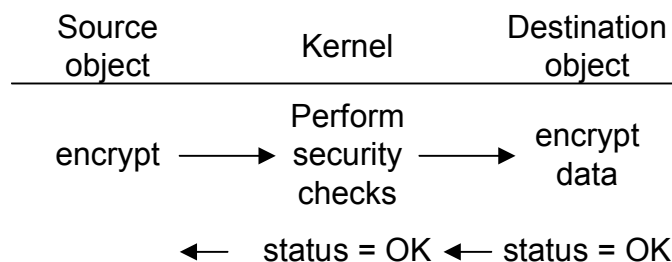 Source object
Kernel
Destination object
encrypt
Perform security checks
encrypt data
status = OK
status = OK